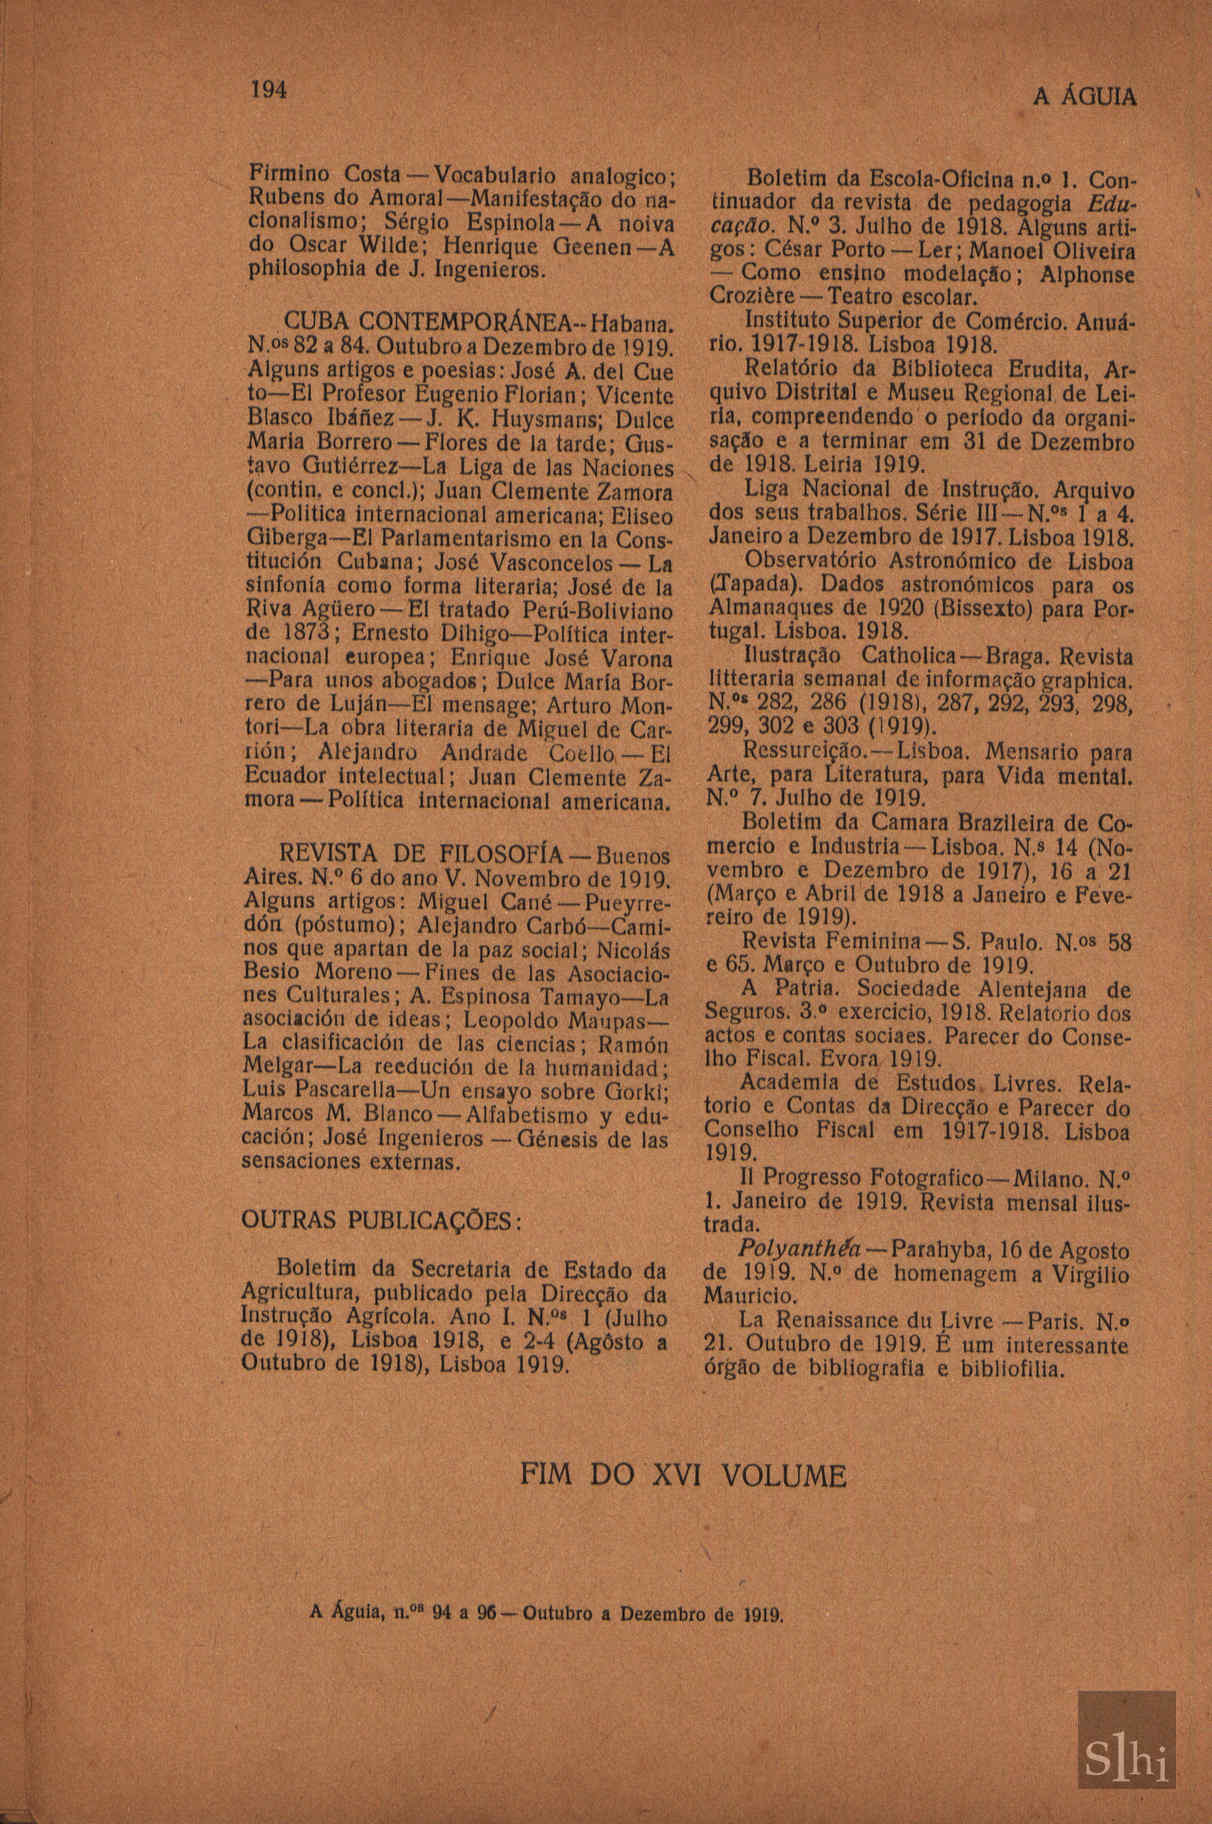 194
A ÁGUIA
Firmino Costa — Vocabulario analogico;
Rubens do Amoral—Manifestação do na-
cionalismo; Sérgio Espinola — A noiva
do Oscar Wilde; Henrique Geenen — A
philosophia de J. Ingenieros.
CUBA CONTEMPORÁNEA-- Habana.
N.os 82 a 84. Outubro a Dezembro de 1919.
Alguns artigos e poesias: José A. del Cue
to—El Profesor Eugenio Florian; Vicente
Blasco Ibáñez — J. K. Huysmans; Dulce
Maria Borrero — Flores de la tarde; Gus-
tavo Gutiérrez—La Liga de las Naciones
(contin. e concl.); Juan Clemente Zamora
—Politica internacional americana; Eliseo
Giberga—El Parlamentarismo en la Cons-
titución Cubana; José Vasconcelos — La
sinfonía como forma literaria; José de la
Riva Agüero — El tratado Perú-Boliviano
de 1873; Ernesto Dihigo—Política inter-
nacional europea; Enrique José Varona
—Para unos abogados; Dulce María Bor-
rero de Luján—El mensage; Arturo Mon-
tori—La obra literaria de Miguel de Car-
rión; Alejandro Andrade Coello — El
Ecuador intelectual; Juan Clemente Za-
mora — Política internacional americana.
REVISTA DE FILOSOFÍA — Buenos
Aires. N.º 6 do ano V. Novembro de 1919.
Alguns artigos: Miguel Cané — Pueyrre-
dón (póstumo); Alejandro Carbó—Cami-
nos que apartan de la paz social; Nicolás
Besio Moreno — Fines de las Asociacio-
nes Culturales; A. Espinosa Tamayo—La
asociación de ideas; Leopoldo Maupas—
La clasificación de las ciencias; Ramón
Melgar—La reedución de la humanidad;
Luis Pascarella—Un ensayo sobre Gorki;
Marcos M. Blanco — Alfabetismo y edu-
cación; José Ingenieros — Génesis de las
sensaciones externas.
OUTRAS PUBLICAÇÕES:
Boletim da Secretaria de Estado da
Agricultura, publicado pela Direcção da
Instrução Agrícola. Ano I. N.os 1 (Julho
de 1918), Lisboa 1918, e 2-4 (Agôsto a
Outubro de 1918), Lisboa 1919.
Boletim da Escola-Oficina n.º 1. Con-
tinuador da revista de pedagogia Edu-
cação. N.º 3. Julho de 1918. Alguns arti-
gos: César Porto — Ler; Manoel Oliveira
— Como ensino modelação; Alphonse
Crozière — Teatro escolar.
Instituto Superior de Comércio. Anuá-
rio. 1917-1918. Lisboa 1918.
Relatório da Biblioteca Erudita, Ar-
quivo Distrital e Museu Regional de Lei-
ria, compreendendo o periodo da organi-
sação e a terminar em 31 de Dezembro
de 1918. Leiria 1919.
Liga Nacional de Instrução. Arquivo
dos seus trabalhos. Série III — N.os 1 a 4.
Janeiro a Dezembro de 1917. Lisboa 1918.
Observatório Astronómico de Lisboa
(Tapada). Dados astronómicos para os
Almanaques de 1920 (Bissexto) para Por-
tugal. Lisboa. 1918.
Ilustração Catholica — Braga. Revista
litteraria semanal de informação graphica.
N.os 282, 286 (1918), 287, 292, 293, 298,
299, 302 e 303 (1919).
Ressurcição.— Lisboa. Mensario para
Arte, para Literatura, para Vida mental.
N.º 7. Julho de 1919.
Boletim da Camara Brazileira de Co-
mercio e Industria — Lisboa. N.s 14 (No-
vembro e Dezembro de 1917), 16 a 21
(Março e Abril de 1918 a Janeiro e Feve-
reiro de 1919).
Revista Feminina — S. Paulo. N.os 58
e 65. Março e Outubro de 1919.
A Patria. Sociedade Alentejana de
Seguros. 3.º exercicio, 1918. Relatorio dos
actos e contas sociaes. Parecer do Conse-
lho Fiscal. Evora 1919.
Academia de Estudos Livres. Rela-
torio e Contas da Direcção e Parecer do
Conselho Fiscal em 1917-1918. Lisboa
1919.
Il Progresso Fotografico — Milano. N.º
1. Janeiro de 1919. Revista mensal ilus-
trada.
Polyanthéa — Parahyba, 16 de Agosto
de 1919. N.º de homenagem a Virgilio
Mauricio.
La Renaissance du Livre — Paris. N.º
21. Outubro de 1919. É um interessante
órgão de bibliografia e bibliofilia.
FIM DO XVI VOLUME
A Águia, n.os 94 a 96 — Outubro a Dezembro de 1919.
Slhi